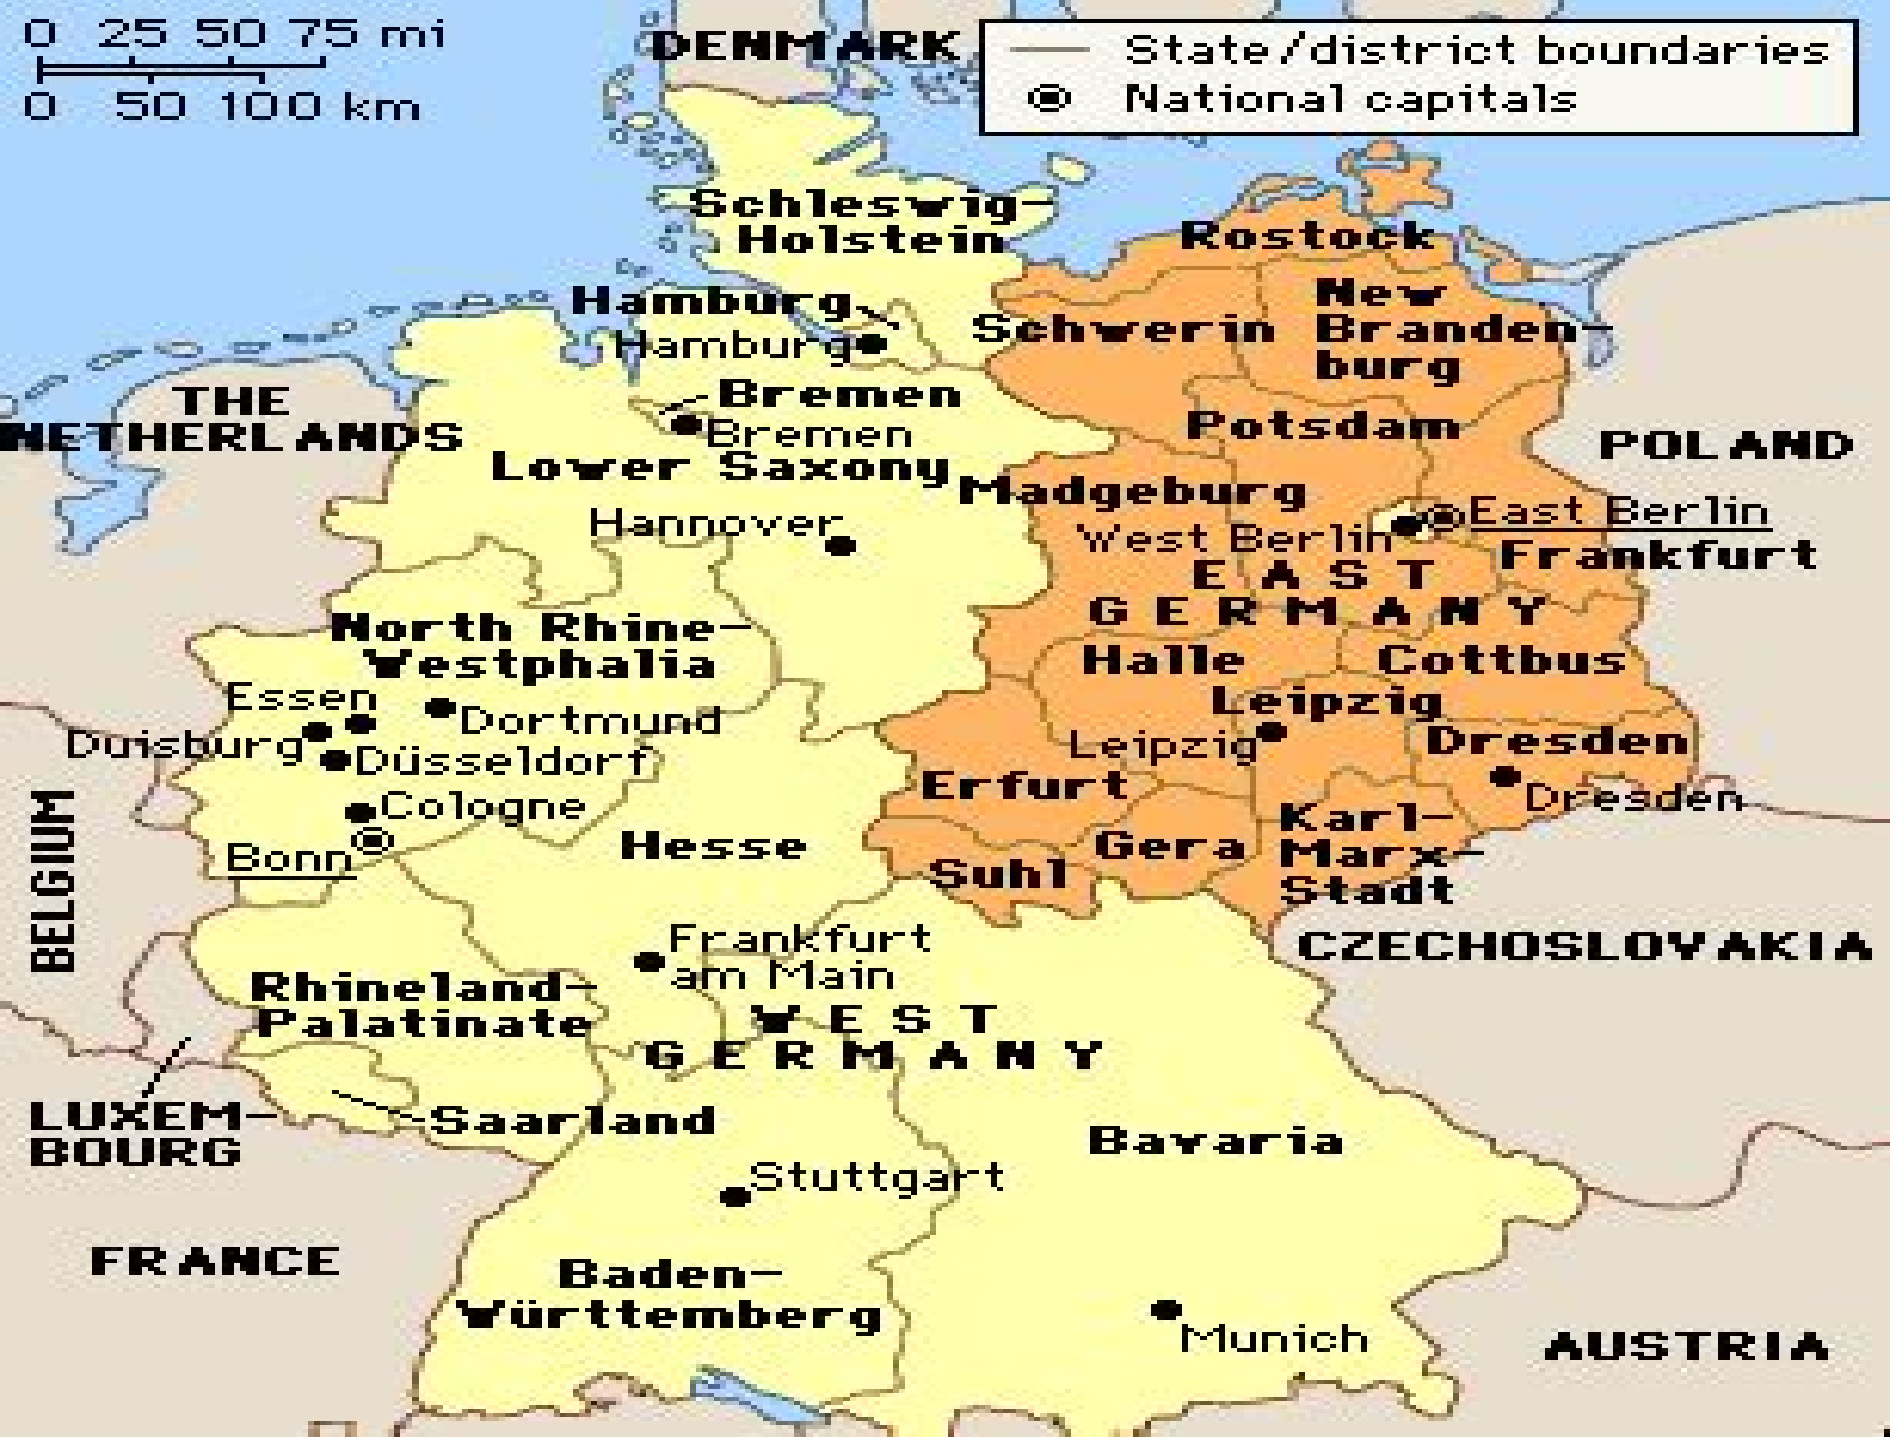 0 25 50 75 mi
0 50 100 km
DENMARK
State/district boundaries
National capitals
Schleswig-
Holstein
Rostock
Hamburg
Hamburg
Schwerin
New
Branden-
burg
THE
NETHERLANDS
Bremen
Bremen
Lower Saxony
Potsdam
POLAND
Madgeburg
Hannover
West Berlin
East Berlin
Frankfurt
EAST
GERMANY
North Rhine-
Westphalia
Halle
Cottbus
Essen
Dortmund
Duisburg
Düsseldorf
Leipzig
Leipzig
Dresden
Dresden
Cologne
Bonn
BELGIUM
Hesse
Erfurt
Gera
Suhl
Karl-
Marx-
Stadt
CZECHOSLOVAKIA
Frankfurt
am Main
Rhineland-
Palatinate
WEST
GERMANY
LUXEM-
BOURG
Saarland
Bavaria
Stuttgart
FRANCE
Baden-
Württemberg
Munich
AUSTRIA